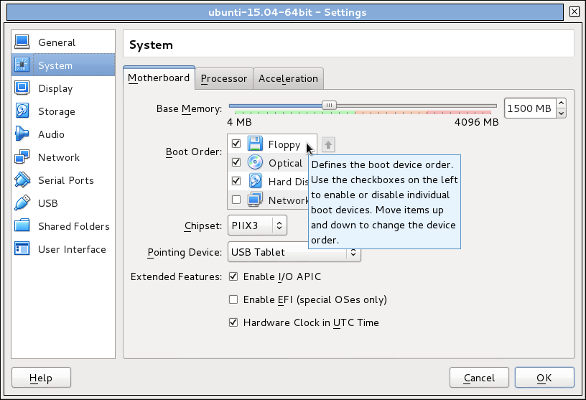 ubunti-15.04-64bit - Settings
General
System
Display
Storage
Audio
Network
Serial Ports
USB
Shared Folders
User Interface
System
Motherboard Processor Acceleration
Base Memory: 1500 MB
4 MB 4096 MB
Boot Order: Floppy
Optical
Hard Dis
Network
Defines the boot device order.
Use the checkboxes on the left
to enable or disable individual
boot devices. Move items up
and down to change the device
order.
Chipset: PIIX3
Pointing Device: USB Tablet
Extended Features: Enable I/O APIC
Enable EFI (special OSes only)
Hardware Clock in UTC Time
Help Cancel OK